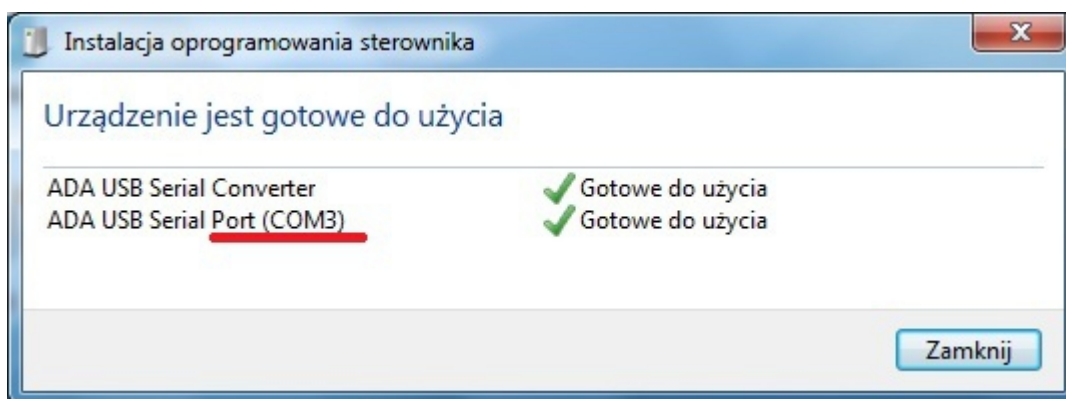 Instalacja oprogramowania sterownika
Urządzenie jest gotowe do użycia
ADA USB Serial Converter Gotowe do użycia
ADA USB Serial Port (COM3) Gotowe do użycia
Zamknij